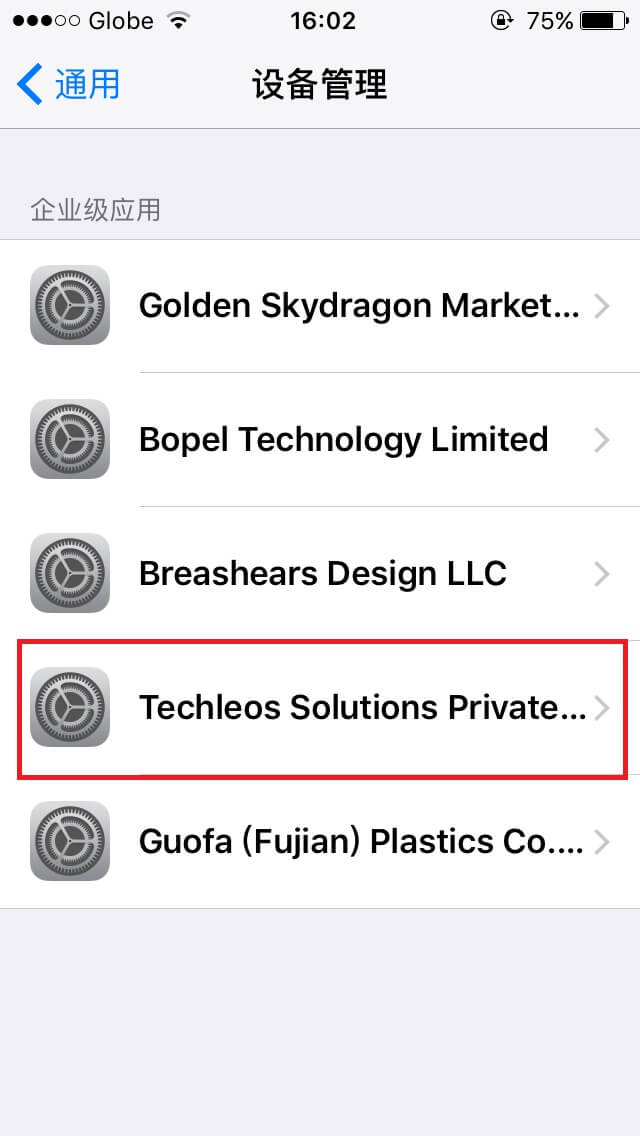 Globe 16:02 75%
通用 设备管理
企业级应用
Golden Skydragon Market...
Bopel Technology Limited
Breashears Design LLC
Techleos Solutions Private...
Guofa (Fujian) Plastics Co....